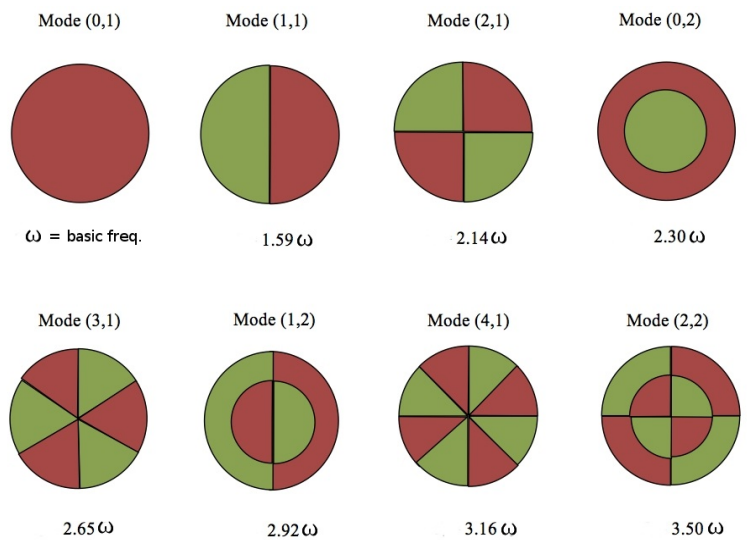 Mode (0,1)
Mode (1,1)
Mode (2,1)
Mode (0,2)
ω = basic freq.
1.59 ω
2.14 ω
2.30 ω
Mode (3,1)
Mode (1,2)
Mode (4,1)
Mode (2,2)
2.65 ω
2.92 ω
3.16 ω
3.50 ω